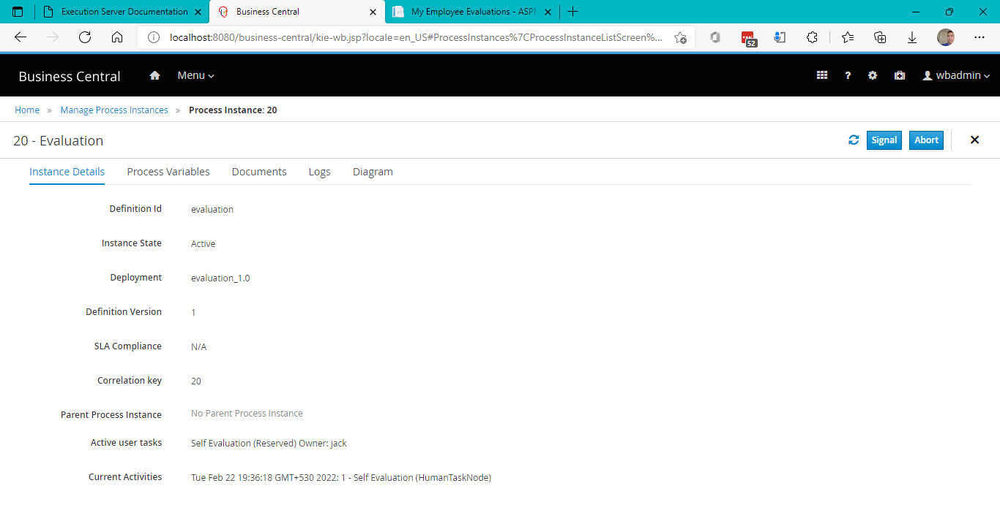 Execution Server Documentation
Business Central
My Employee Evaluations - ASPN
localhost:8080/business-central/kie-wb.jsp?locale=en_US#ProcessInstances%7CProcessInstanceListScreen%...
52
Business Central
Menu
?
wbadmin
Home » Manage Process Instances » Process Instance: 20
20 - Evaluation
Signal
Abort
Instance Details
Process Variables
Documents
Logs
Diagram
Definition Id evaluation
Instance State Active
Deployment evaluation_1.0
Definition Version 1
SLA Compliance N/A
Correlation key 20
Parent Process Instance No Parent Process Instance
Active user tasks Self Evaluation (Reserved) Owner: jack
Current Activities Tue Feb 22 19:36:18 GMT+530 2022: 1 - Self Evaluation (HumanTaskNode)